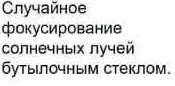 Случайное
фокусирование
солнечных лучей
бутылочным стеклом.